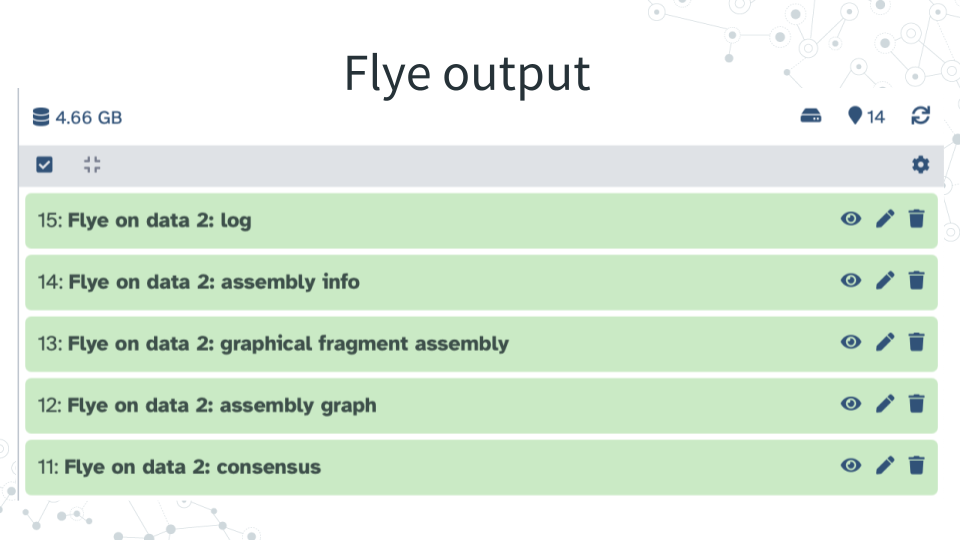 Flye output
4.66 GB
14
15: Flye on data 2: log
14: Flye on data 2: assembly info
13: Flye on data 2: graphical fragment assembly
12: Flye on data 2: assembly graph
11: Flye on data 2: consensus